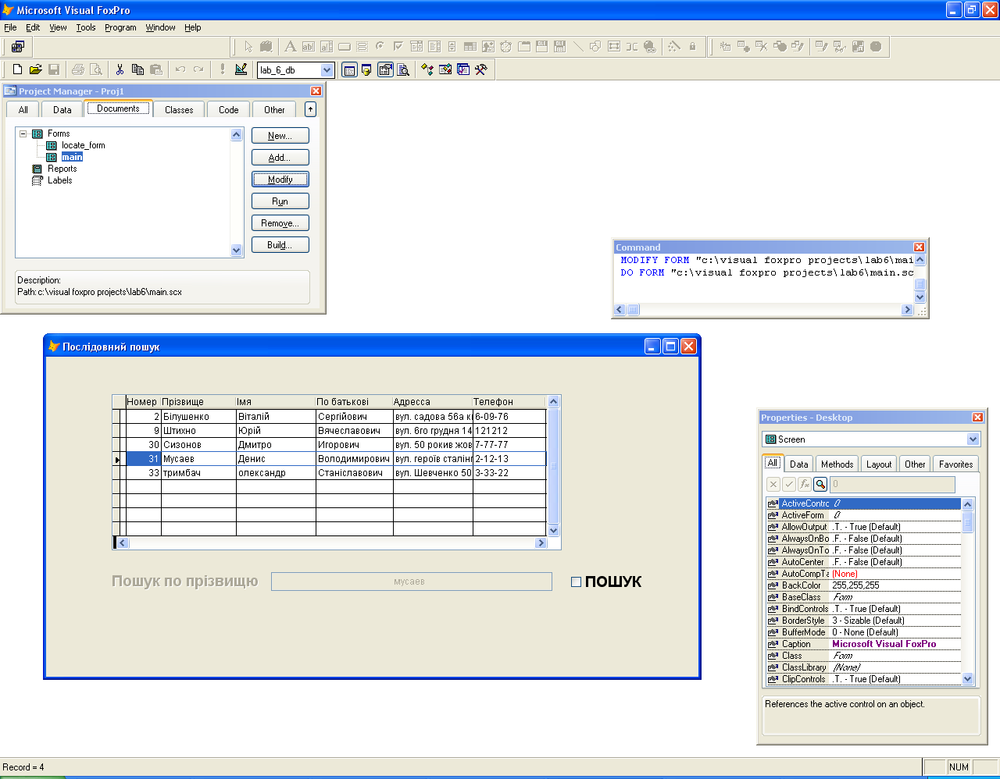 Microsoft Visual FoxPro
File Edit View Tools Program Window Help
lab_6_db
Project Manager - Proj1
All Data Documents Classes Code Other
Forms
locate_form
main
Reports
Labels
New...
Add...
Modify
Run
Remove...
Build...
Description:
Path: c:\visual foxpro projects\lab6\main.scx
Command
MODIFY FORM "c:\visual foxpro projects\lab6\mai
DO FORM "c:\visual foxpro projects\lab6\main.sc
Послідовний пошук
Номер Прізвище Імя По батькові Адресса Телефон
2 Білушенко Віталій Сергійович вул. садова 56а к 6-09-76
9 Штихно Юрій Вячеславович вул. 6го грудня 14 121212
30 Сизонов Дмитро Игорович вул. 50 рокив жов 7-77-77
31 Мусаев Денис Володимирович вул. героїв сталінг 2-12-13
33 тримбач олександр Станіславович вул. Шевченко 50 3-33-22
Пошук по прізвищю мусаев ПОШУК
Properties - Desktop
Screen
All Data Methods Layout Other Favorites
0
ActiveContro 0
ActiveForm 0
AllowOutput .T. - True (Default)
AlwaysOnBo .F. - False (Default)
AlwaysOnTo .F. - False (Default)
AutoCenter .F. - False (Default)
AutoCompTa (None)
BackColor 255,255,255
BaseClass Form
BindControls .T. - True (Default)
BorderStyle 3 - Sizable (Default)
BufferMode 0 - None (Default)
Caption Microsoft Visual FoxPro
Class Form
ClassLibrary (None)
ClipControls .T. - True (Default)
References the active control on an object.
Record = 4
NUM